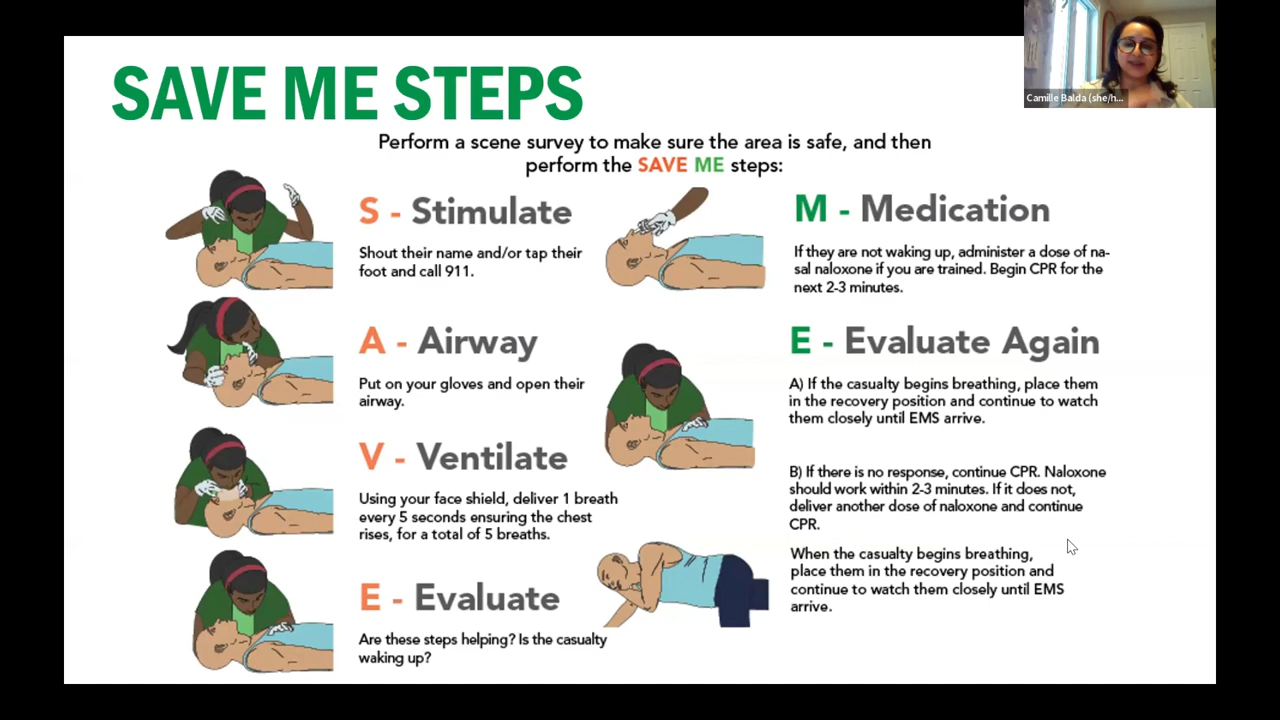 SAVE ME STEPS
Camille Balda (she/h...
Perform a scene survey to make sure the area is safe, and then
perform the SAVE ME steps:
S - Stimulate
Shout their name and/or tap their
foot and call 911.
A - Airway
Put on your gloves and open their
airway.
V - Ventilate
Using your face shield, deliver 1 breath
every 5 seconds ensuring the chest
rises, for a total of 5 breaths.
E - Evaluate
Are these steps helping? Is the casualty
waking up?
M - Medication
If they are not waking up, administer a dose of na-
sal naloxone if you are trained. Begin CPR for the
next 2-3 minutes.
E - Evaluate Again
A) If the casualty begins breathing, place them
in the recovery position and continue to watch
them closely until EMS arrive.
B) If there is no response, continue CPR. Naloxone
should work within 2-3 minutes. If it does not,
deliver another dose of naloxone and continue
CPR.
When the casualty begins breathing,
place them in the recovery position and
continue to watch them closely until EMS
arrive.